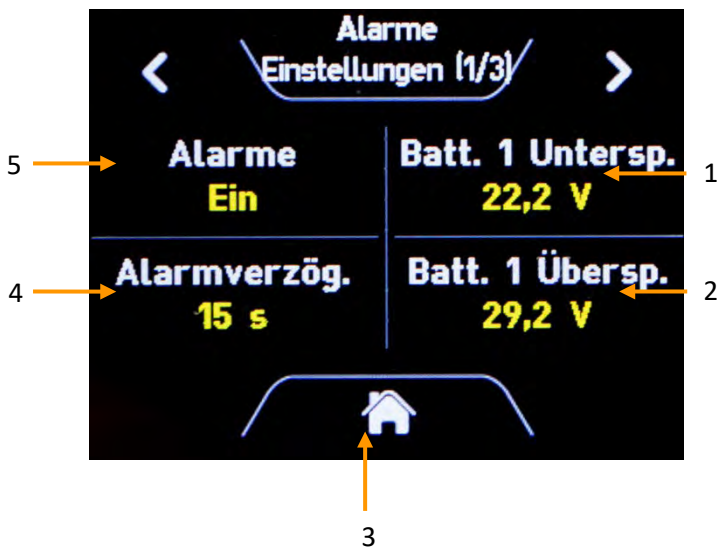 Alarme
Einstellungen (1/3)
5
Alarme
Ein
Batt. 1 Untersp.
22,2 V
1
4
Alarmverzög.
15 s
Batt. 1 Übersp.
29,2 V
2
3